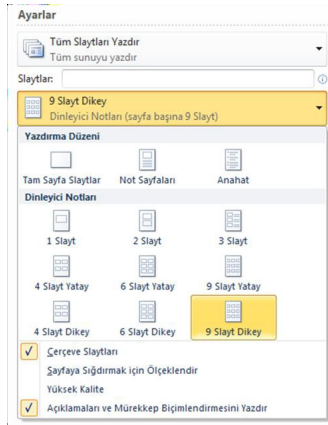 Ayarlar
Tüm Slaytları Yazdır
Tüm sunuyu yazdır
Slaytlar:
9 Slayt Dikey
Dinleyici Notları (sayfa başına 9 Slayt)
Yazdırma Düzeni
Tam Sayfa Slaytlar Not Sayfaları Anahat
Dinleyici Notları
1 Slayt 2 Slayt 3 Slayt
4 Slayt Yatay 6 Slayt Yatay 9 Slayt Yatay
4 Slayt Dikey 6 Slayt Dikey 9 Slayt Dikey
Çerçeve Slaytları
Sayfaya Sığdırmak için Ölçeklendir
Yüksek Kalite
Açıklamaları ve Mürekkep Biçimlendirmesini Yazdır